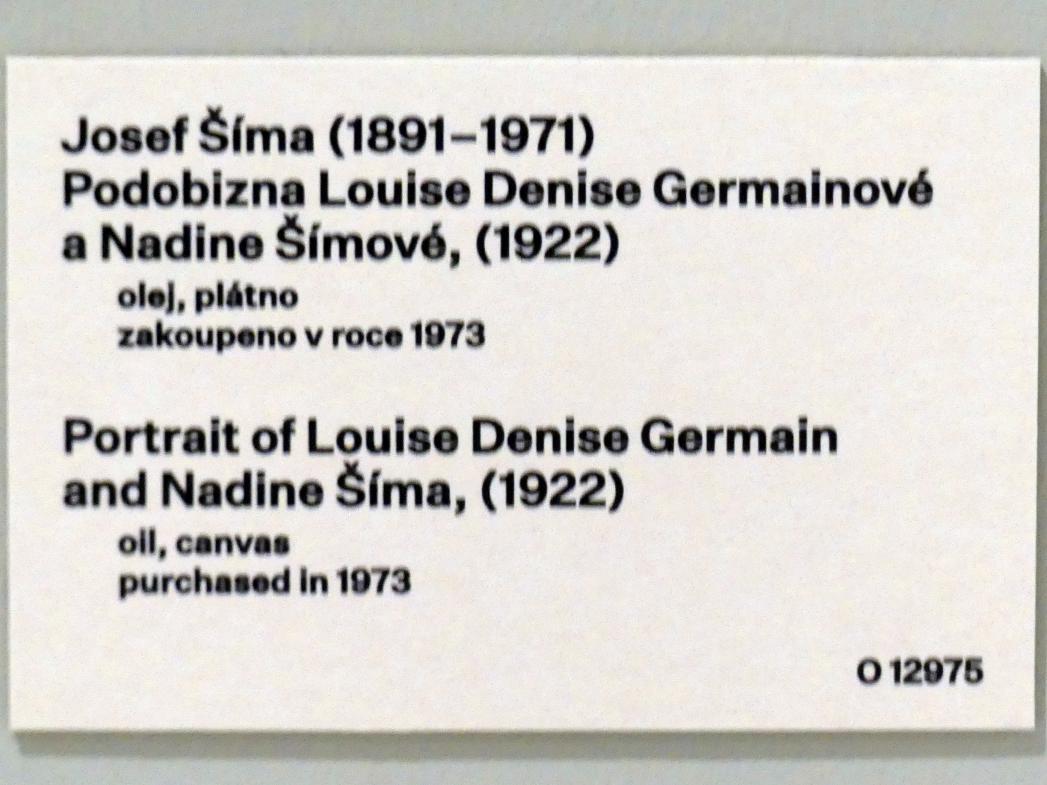 Josef Šíma (1891–1971)
Podobizna Louise Denise Germainové
a Nadine Šímové, (1922)
olej, plátno
zakoupeno v roce 1973
Portrait of Louise Denise Germain
and Nadine Šíma, (1922)
oil, canvas
purchased in 1973
O 12975